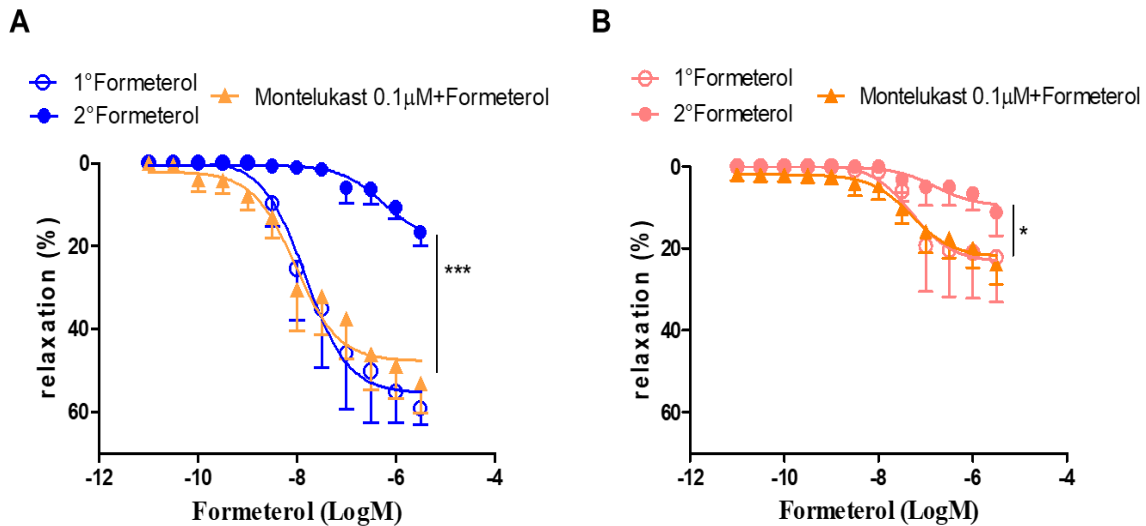 A
1°Formeterol
2°Formeterol
Montelukast 0.1µM+Formeterol
0
20
40
60
relaxation (%)
***
-12
-10
-8
-6
-4
Formeterol (LogM)
B
1°Formeterol
2°Formeterol
Montelukast 0.1µM+Formeterol
0
20
40
60
relaxation (%)
*
-12
-10
-8
-6
-4
Formeterol (LogM)